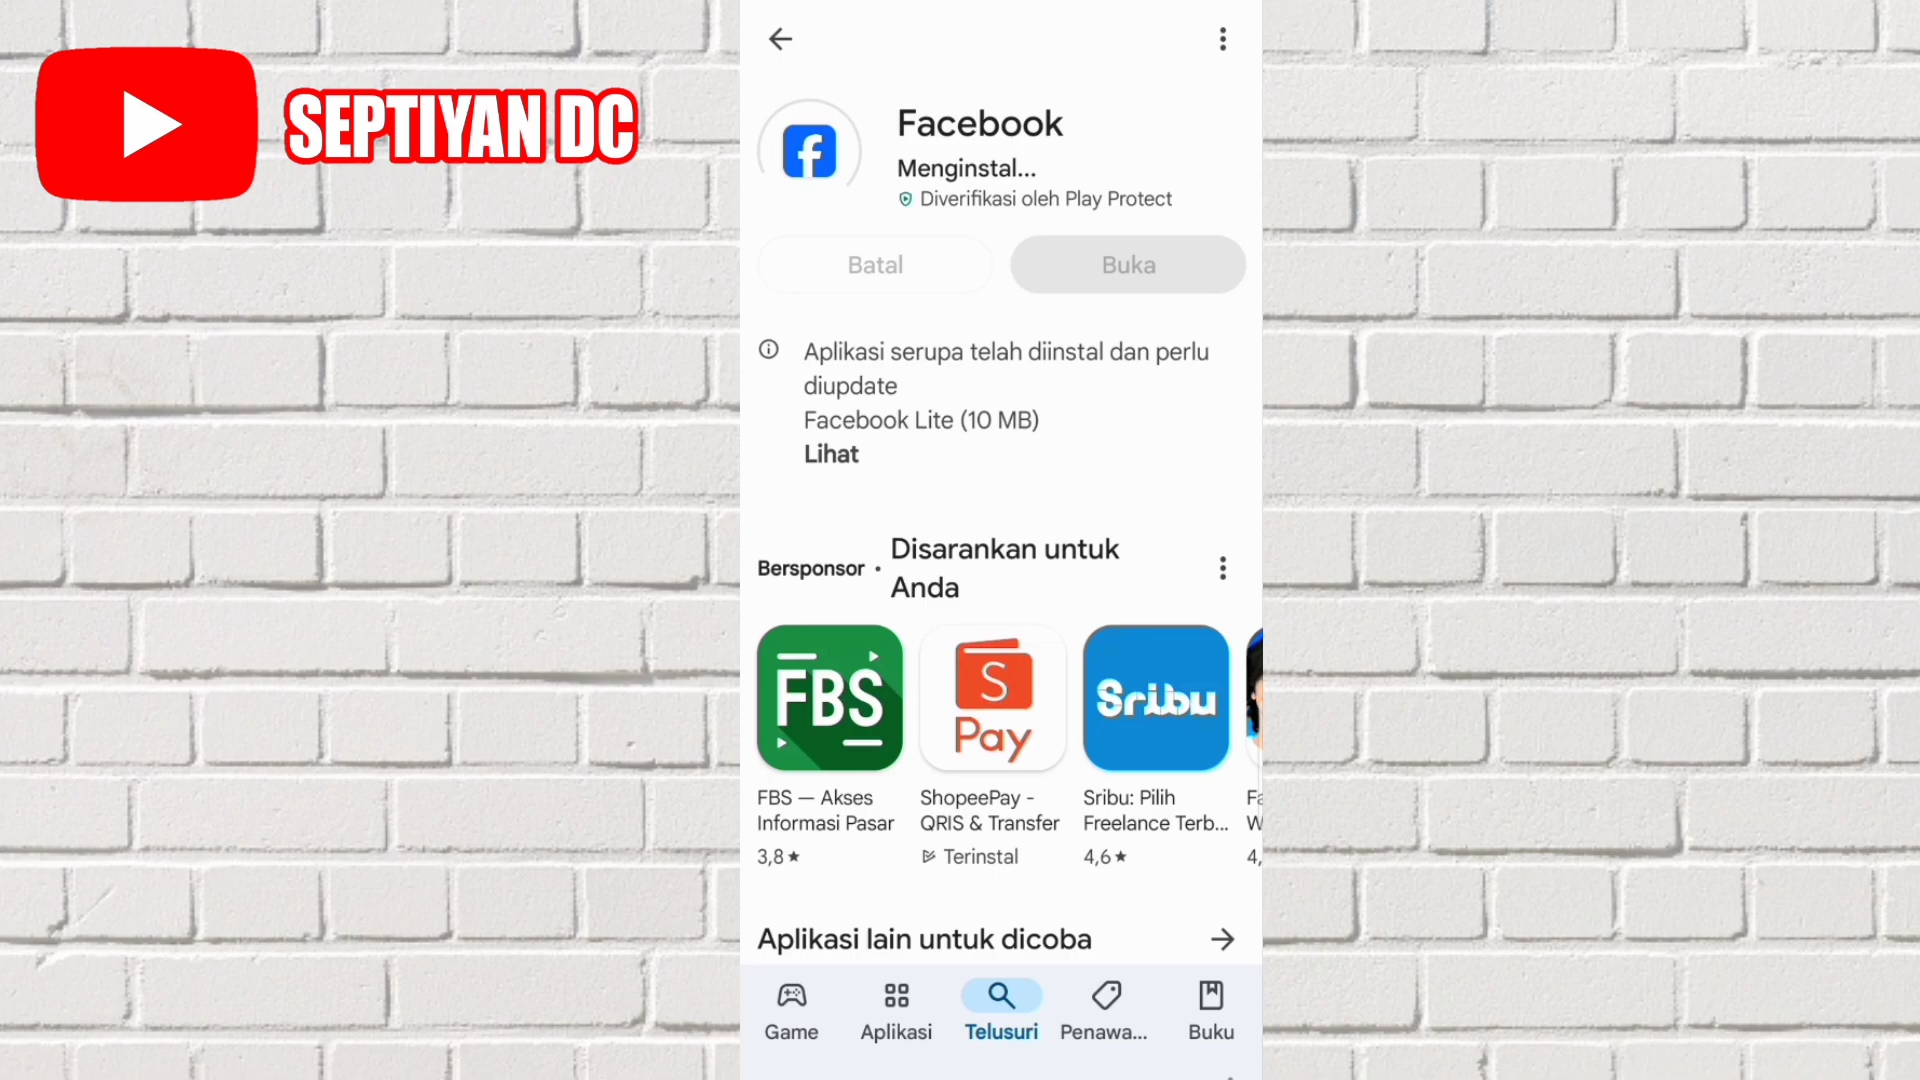 SEPTIYAN DC
Facebook
Menginstal...
Diverifikasi oleh Play Protect
Batal
Buka
Aplikasi serupa telah diinstal dan perlu
diupdate
Facebook Lite (10 MB)
Lihat
Bersponsor •
Disarankan untuk
Anda
FBS
S
Pay
Sribu
FBS — Akses
Informasi Pasar
3,8★
ShopeePay -
QRIS & Transfer
Terinstal
Sribu: Pilih
Freelance Terb...
4,6★
4,
Aplikasi lain untuk dicoba
Game
Aplikasi
Telusuri
Penawa...
Buku